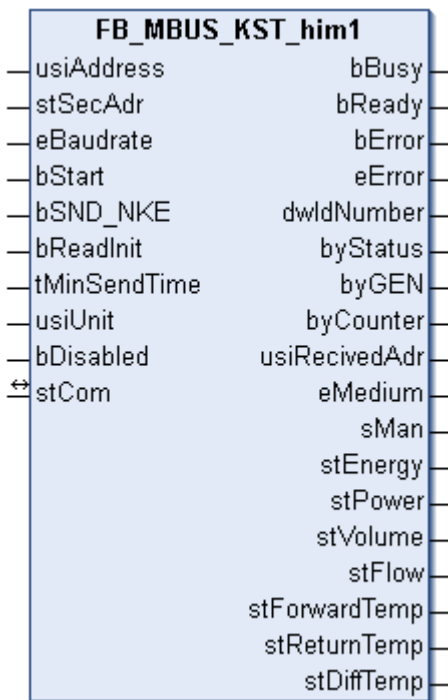 FB_MBUS_KST_him1
usiAddress bBusy
stSecAdr bReady
eBaudrate bError
bStart eError
bSND_NKE dwIdNumber
bReadInit byStatus
tMinSendTime byGEN
usiUnit byCounter
bDisabled usiRecivedAdr
stCom eMedium
sMan
stEnergy
stPower
stVolume
stFlow
stForwardTemp
stReturnTemp
stDiffTemp